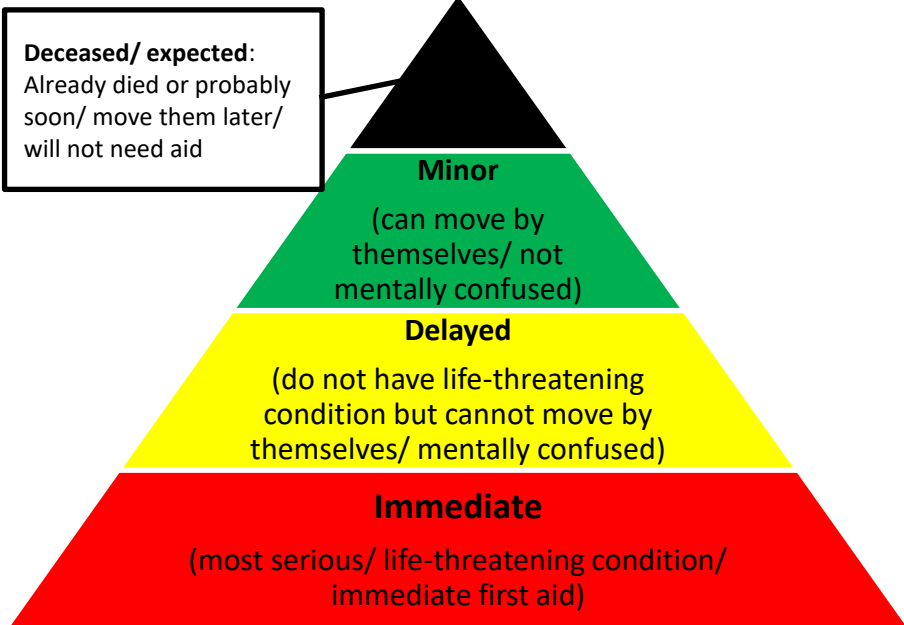 Deceased/ expected:
Already died or probably
soon/ move them later/
will not need aid
Minor
(can move by
themselves/ not
mentally confused)
Delayed
(do not have life-threatening
condition but cannot move by
themselves/ mentally confused)
Immediate
(most serious/ life-threatening condition/
immediate first aid)